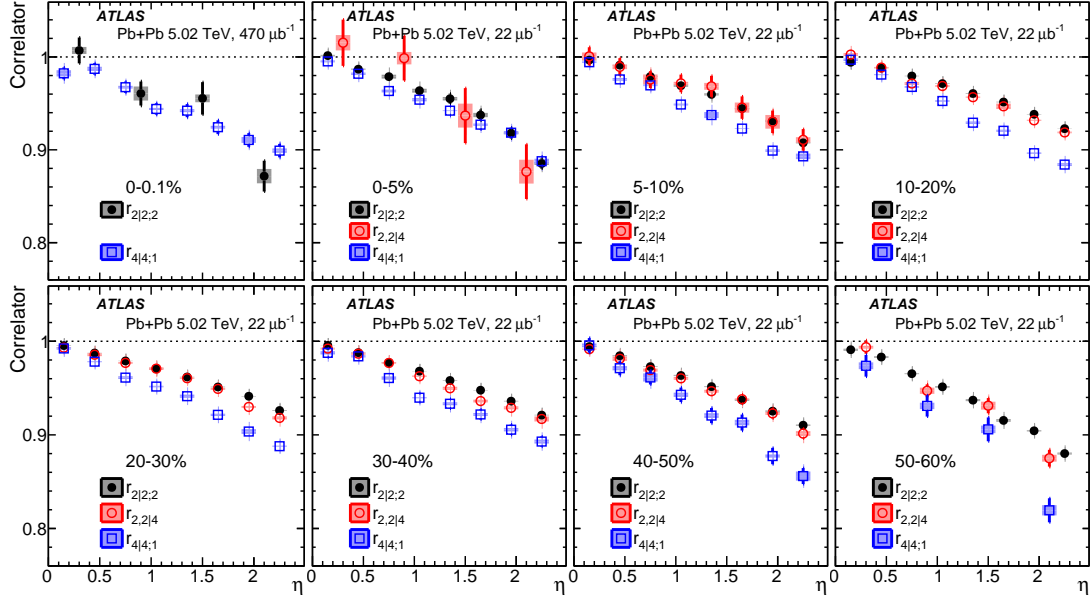 Correlator
ATLAS
Pb+Pb 5.02 TeV, 470 μb-1
1
0.9
0.8
0-0.1%
r2|2;2
r4|4;1
ATLAS
Pb+Pb 5.02 TeV, 22 μb-1
0-5%
r2|2;2
r2,2|4
r4|4;1
ATLAS
Pb+Pb 5.02 TeV, 22 μb-1
5-10%
r2|2;2
r2,2|4
r4|4;1
ATLAS
Pb+Pb 5.02 TeV, 22 μb-1
10-20%
r2|2;2
r2,2|4
r4|4;1
Correlator
ATLAS
Pb+Pb 5.02 TeV, 22 μb-1
1
0.9
0.8
20-30%
r2|2;2
r2,2|4
r4|4;1
0 0.5 1 1.5 2 η
ATLAS
Pb+Pb 5.02 TeV, 22 μb-1
30-40%
r2|2;2
r2,2|4
r4|4;1
0 0.5 1 1.5 2 η
ATLAS
Pb+Pb 5.02 TeV, 22 μb-1
40-50%
r2|2;2
r2,2|4
r4|4;1
0 0.5 1 1.5 2 η
ATLAS
Pb+Pb 5.02 TeV, 22 μb-1
50-60%
r2|2;2
r2,2|4
r4|4;1
0 0.5 1 1.5 2 η